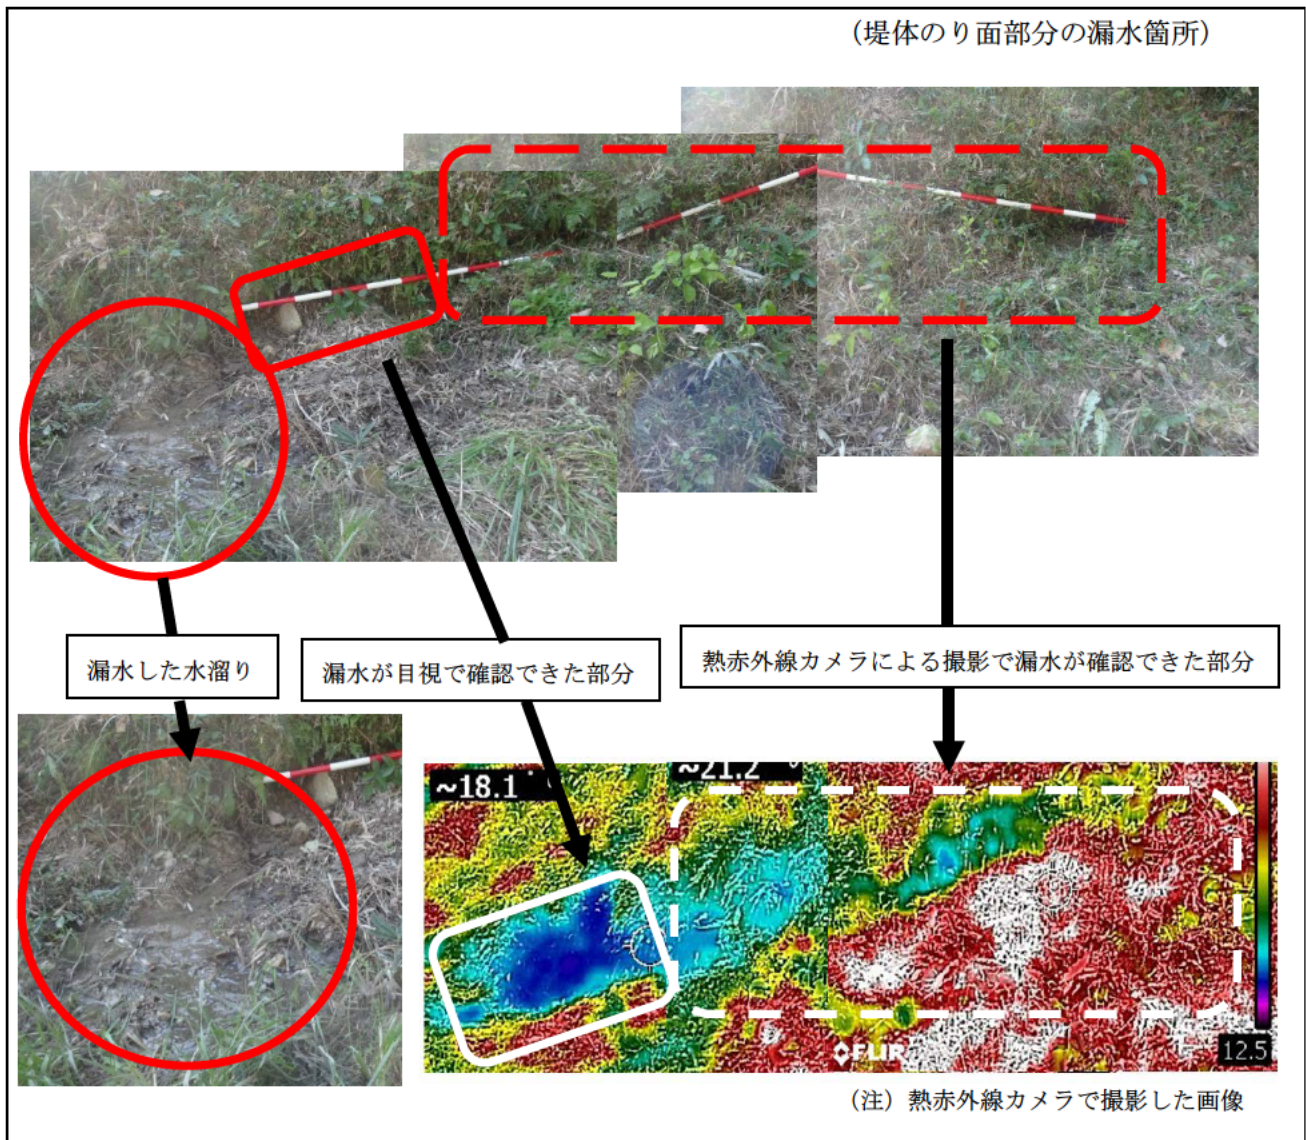 （堤体のり面部分の漏水箇所）
漏水した水溜り
漏水が目視で確認できた部分
熱赤外線カメラによる撮影で漏水が確認できた部分
~18.1
~21.2 °
FLIR
12.5
（注）熱赤外線カメラで撮影した画像